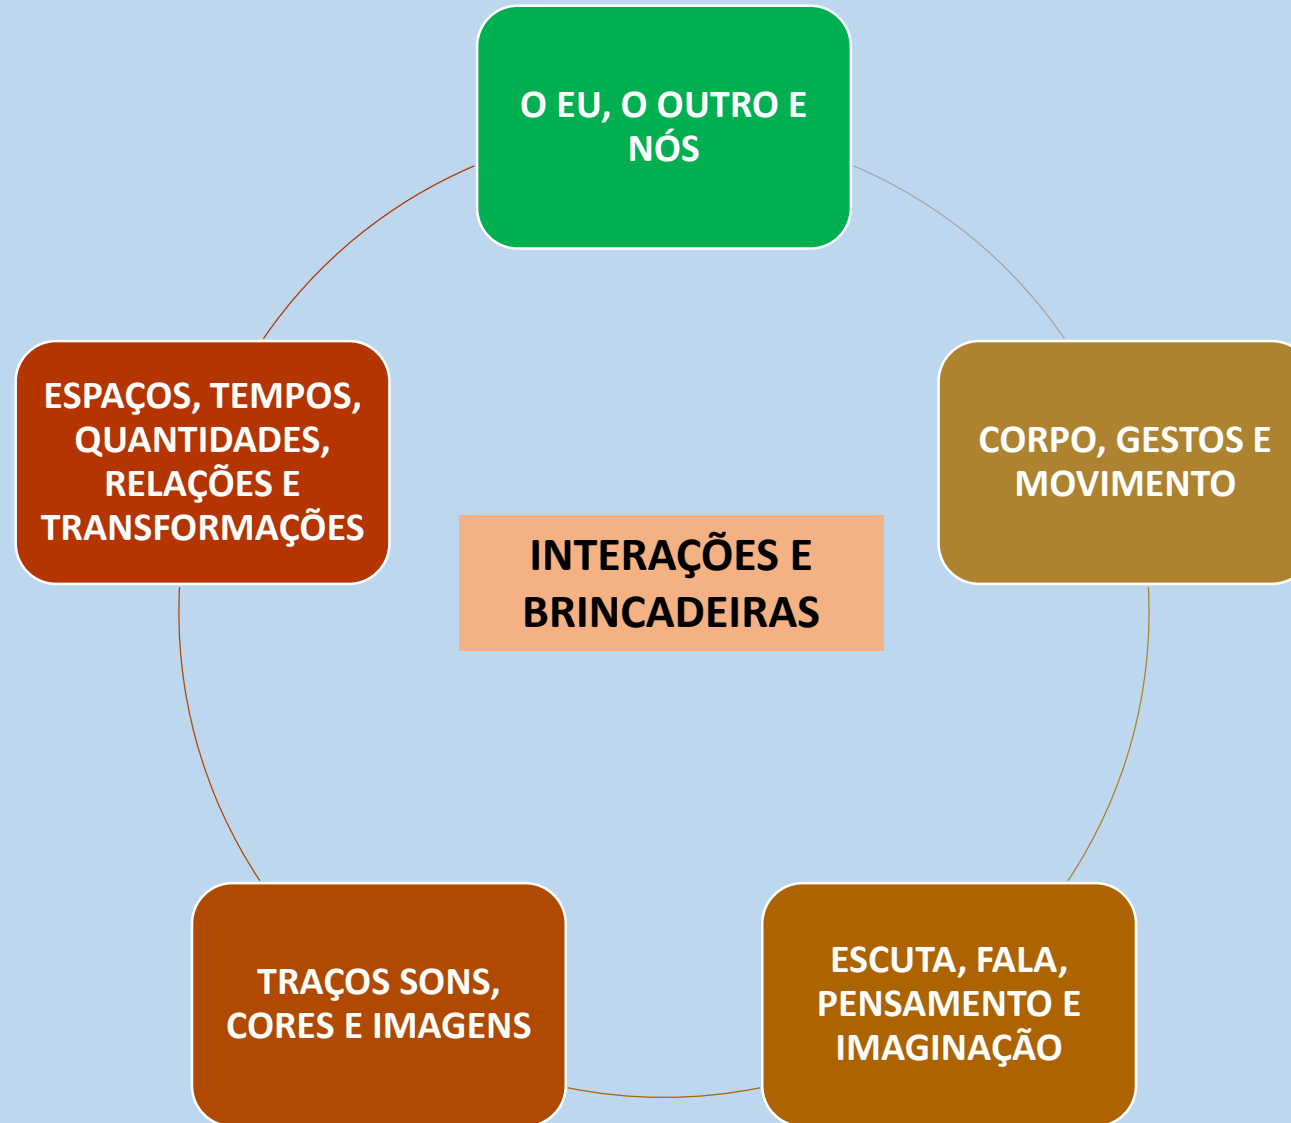 O EU, O OUTRO E
NÓS
CORPO, GESTOS E
MOVIMENTO
ESCUTA, FALA,
PENSAMENTO E
IMAGINAÇÃO
TRAÇOS SONS,
CORES E IMAGENS
ESPAÇOS, TEMPOS,
QUANTIDADES,
RELAÇÕES E
TRANSFORMAÇÕES
INTERAÇÕES E
BRINCADEIRAS